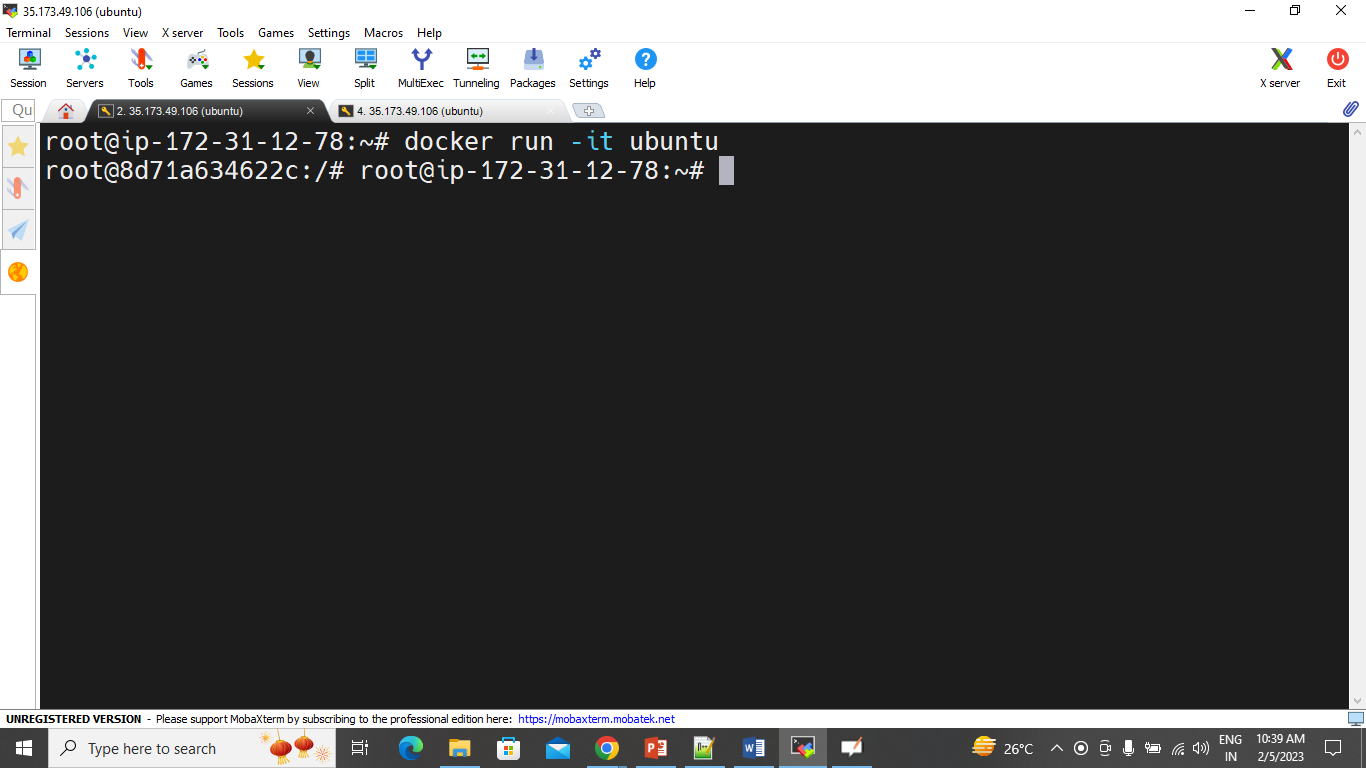 35.173.49.106 (ubuntu)
Terminal Sessions View X server Tools Games Settings Macros Help
Session Servers Tools Games Sessions View Split MultiExec Tunneling Packages Settings Help X server Exit
Qu 2. 35.173.49.106 (ubuntu) 4. 35.173.49.106 (ubuntu)
root@ip-172-31-12-78:~# docker run -it ubuntu
root@8d71a634622c:/# root@ip-172-31-12-78:~#
UNREGISTERED VERSION - Please support MobaXterm by subscribing to the professional edition here: https://mobaxterm.mobatek.net
Type here to search 26°C ENG 10:39 AM
IN 2/5/2023